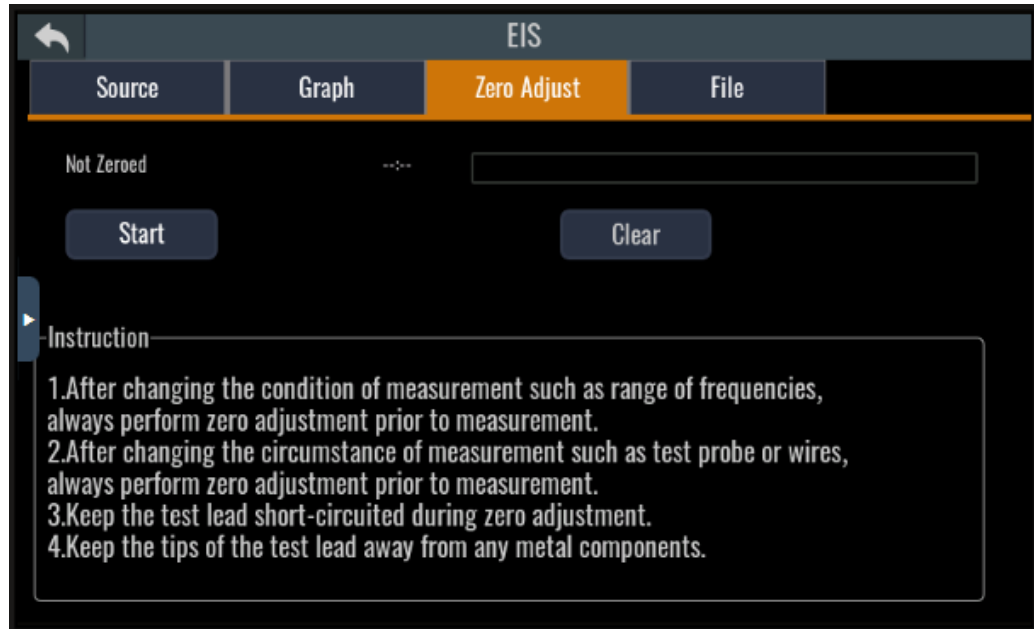 EIS
Source Graph Zero Adjust File
Not Zeroed --:--
Start Clear
Instruction
1.After changing the condition of measurement such as range of frequencies,
always perform zero adjustment prior to measurement.
2.After changing the circumstance of measurement such as test probe or wires,
always perform zero adjustment prior to measurement.
3.Keep the test lead short-circuited during zero adjustment.
4.Keep the tips of the test lead away from any metal components.